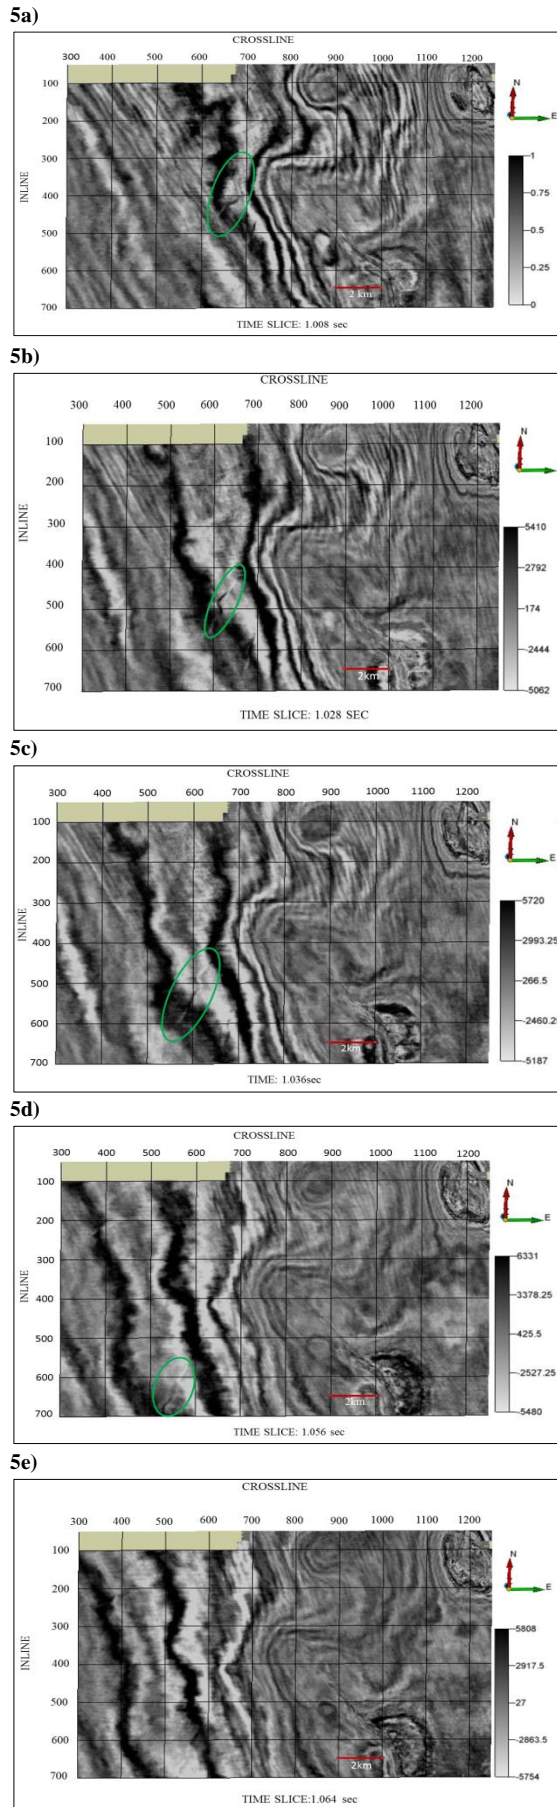 5a)
CROSSLINE
300 400 500 600 700 800 900 1000 1100 1200
N
100
E
200
300
1
INLINE
400
0.75
0.5
500
0.25
600
2 km
700
0
TIME SLICE: 1.008 sec
5b)
CROSSLINE
300 400 500 600 700 800 900 1000 1100 1200
N
100
200
300
INLINE
5410
400
2792
500
174
600
-2444
2km
700
-5062
TIME SLICE: 1.028 SEC
5c)
CROSSLINE
300 400 500 600 700 800 900 1000 1100 1200
N
100
E
200
300
5720
INLINE
400
2993.25
500
266.5
600
-2460.25
2km
700
-5187
TIME: 1.036sec
5d)
CROSSLINE
300 400 500 600 700 800 900 1000 1100 1200
100
N
200
E
300
6331
INLINE
400
3378.25
500
425.5
600
-2527.25
2km
700
-5480
TIME SLICE: 1.056 sec
5e)
CROSSLINE
300 400 500 600 700 800 900 1000 1100 1200
100
N
200
E
300
5808
INLINE
400
2917.5
500
27
600
-2863.5
2km
700
-5754
TIME SLICE:1.064 sec